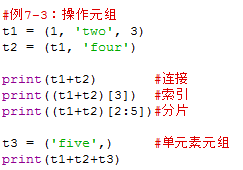 #例7-3：操作元组
t1 = (1, 'two', 3)
t2 = (t1, 'four')
print(t1+t2) #连接
print((t1+t2)[3]) #索引
print((t1+t2)[2:5]) #分片
t3 = ('five',) #单元素元组
print(t1+t2+t3)